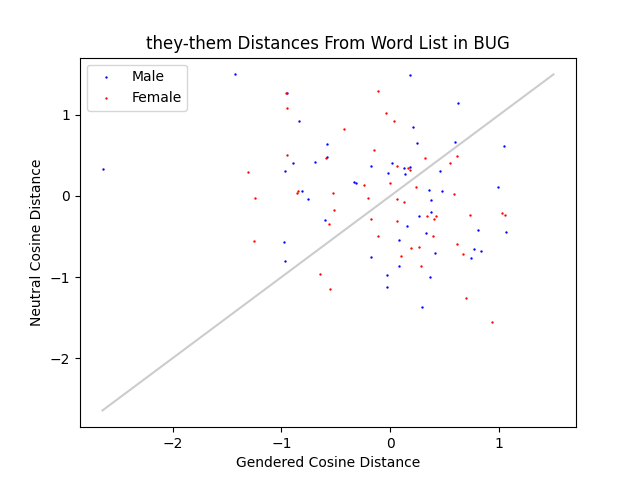 they-them Distances From Word List in BUG
Male
Female
Neutral Cosine Distance
1
0
−1
−2
−2
−1
0
1
Gendered Cosine Distance